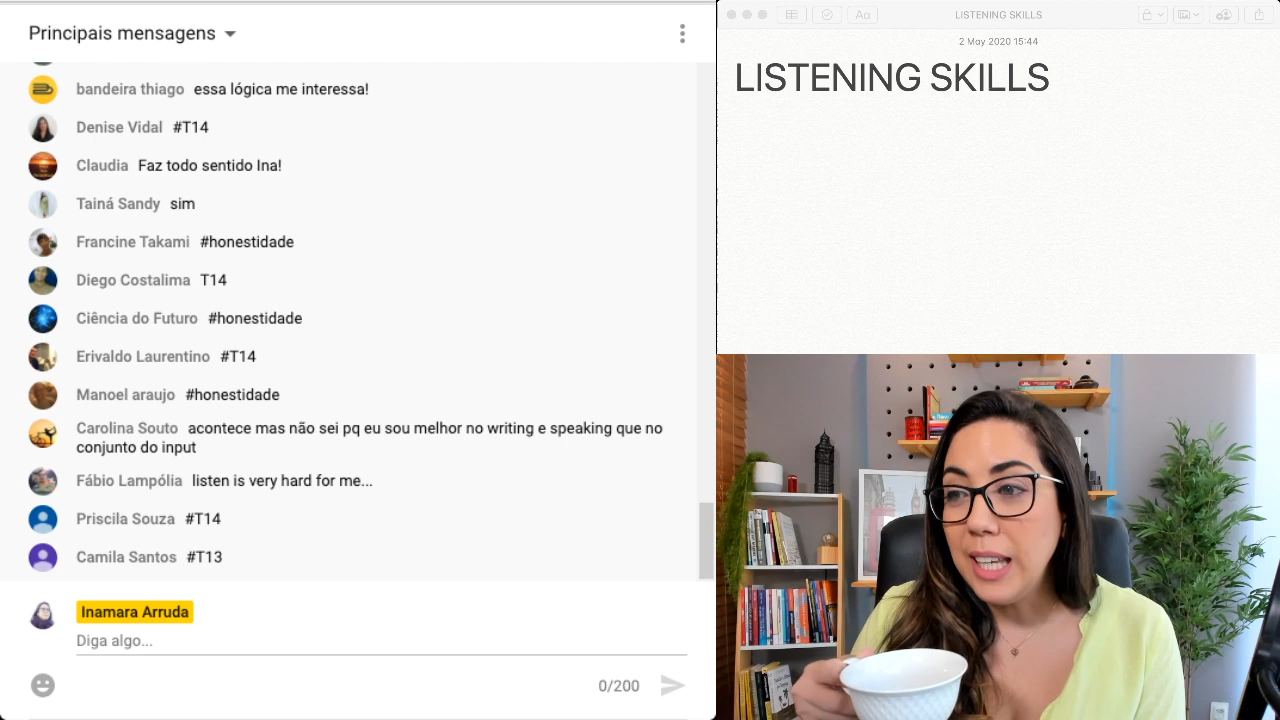 Principais mensagens
bandeira thiago essa lógica me interessa!
Denise Vidal #T14
Claudia Faz todo sentido Ina!
Tainá Sandy sim
Francine Takami #honestidade
Diego Costalima T14
Ciência do Futuro #honestidade
Erivaldo Laurentino #T14
Manoel araujo #honestidade
Carolina Souto acontece mas não sei pq eu sou melhor no writing e speaking que no
conjunto do input
Fábio Lampólia listen is very hard for me...
Priscila Souza #T14
Camila Santos #T13
Inamara Arruda
Diga algo...
0/200
Aa
LISTENING SKILLS
2 May 2020 15:44
LISTENING SKILLS